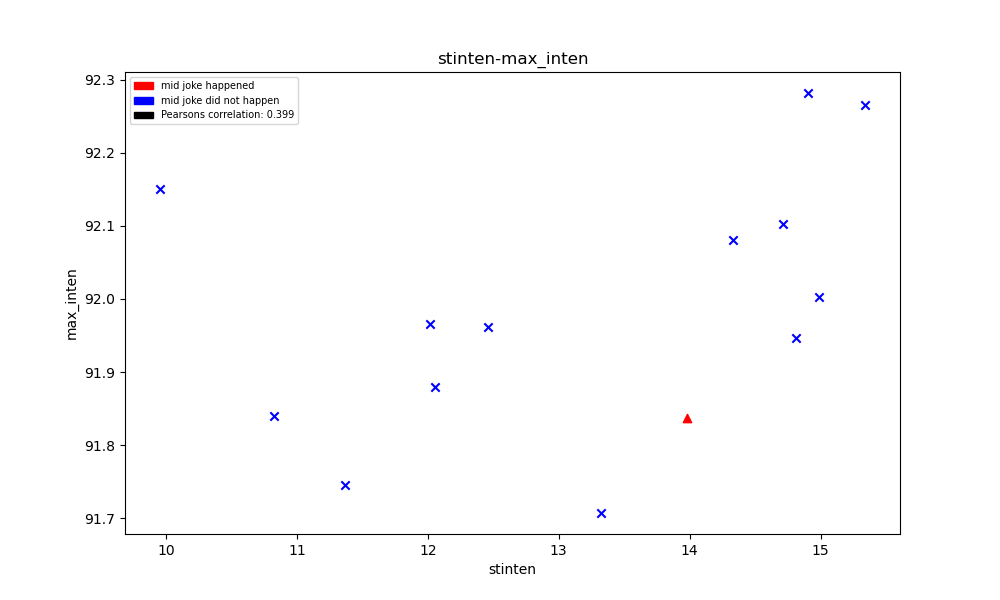 stinten-max_inten
mid joke happened
mid joke did not happen
Pearsons correlation: 0.399
92.3
92.2
92.1
92.0
91.9
91.8
91.7
max_inten
10 11 12 13 14 15
stinten